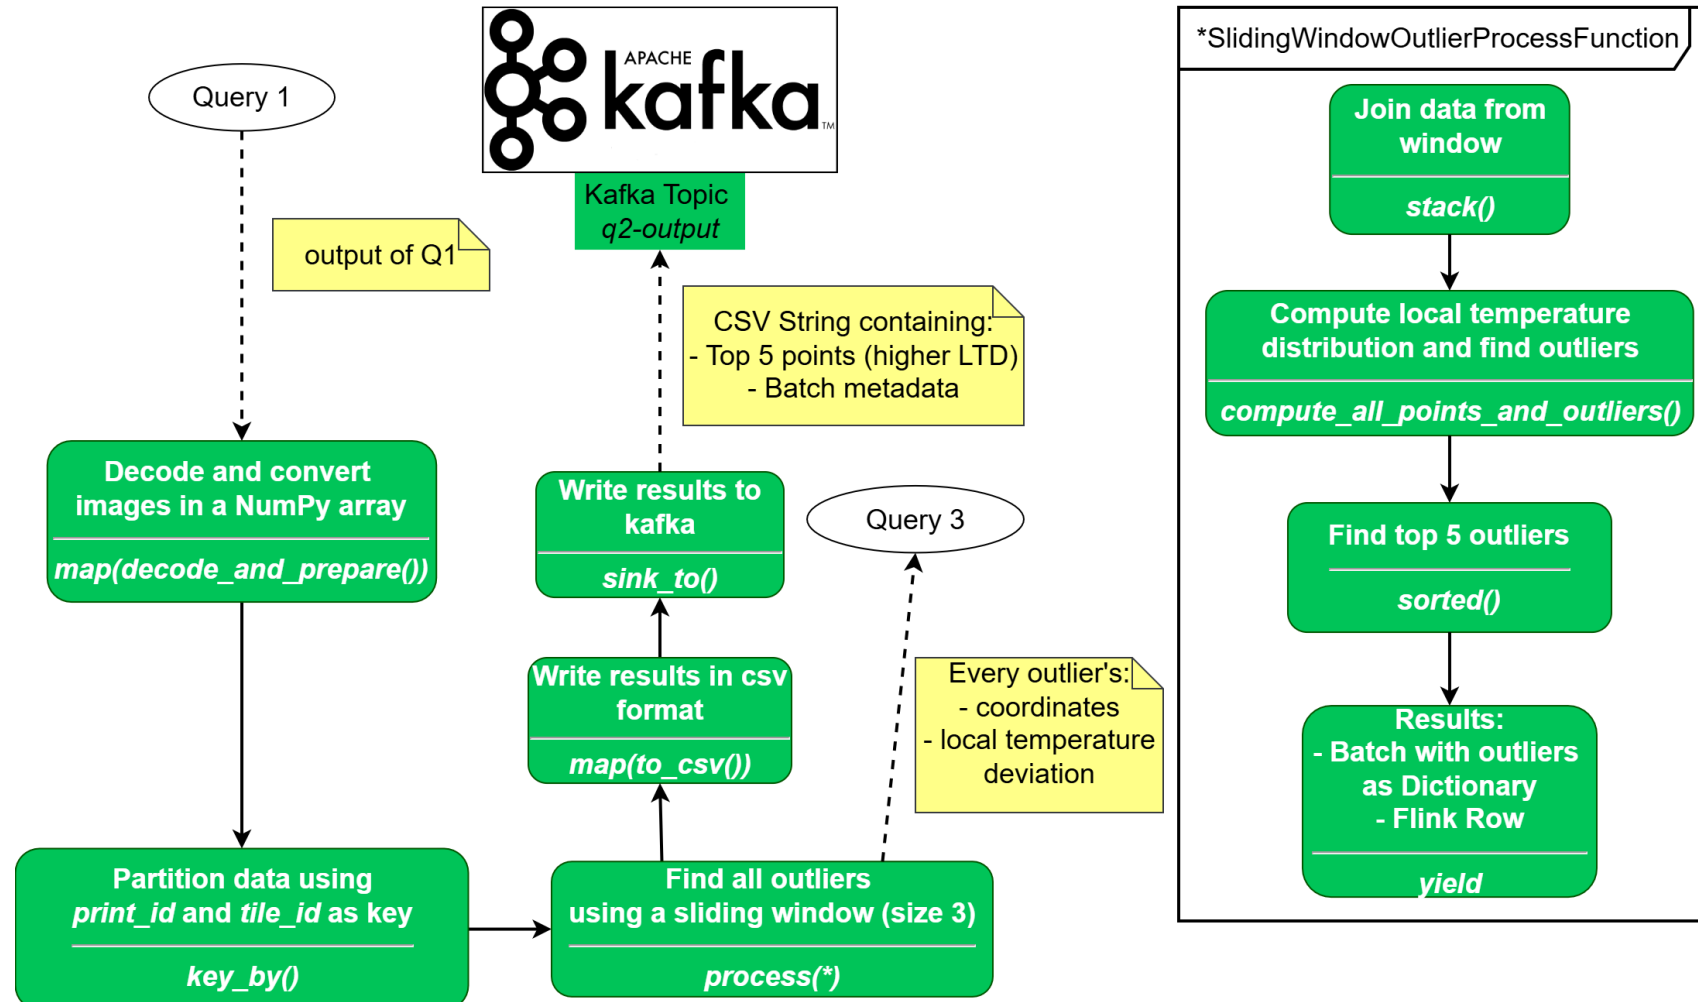 Query 1
output of Q1
Decode and convert
images in a NumPy array
map(decode_and_prepare())
Partition data using
print_id and tile_id as key
key_by()
Find all outliers
using a sliding window (size 3)
process(*)
Write results in csv
format
map(to_csv())
Write results to
kafka
sink_to()
CSV String containing:
- Top 5 points (higher LTD)
- Batch metadata
Kafka Topic
q2-output
APACHE
kafka
TM
Query 3
Every outlier's:
- coordinates
- local temperature
deviation
*SlidingWindowOutlierProcessFunction
Join data from
window
stack()
Compute local temperature
distribution and find outliers
compute_all_points_and_outliers()
Find top 5 outliers
sorted()
Results:
- Batch with outliers
as Dictionary
- Flink Row
yield